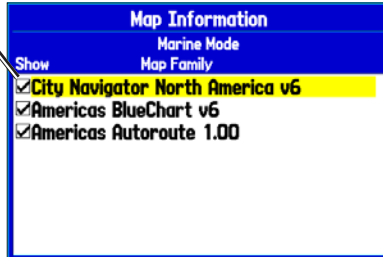 Map Information
Marine Mode
Show Map Family
City Navigator North America v6
Americas BlueChart v6
Americas Autoroute 1.00